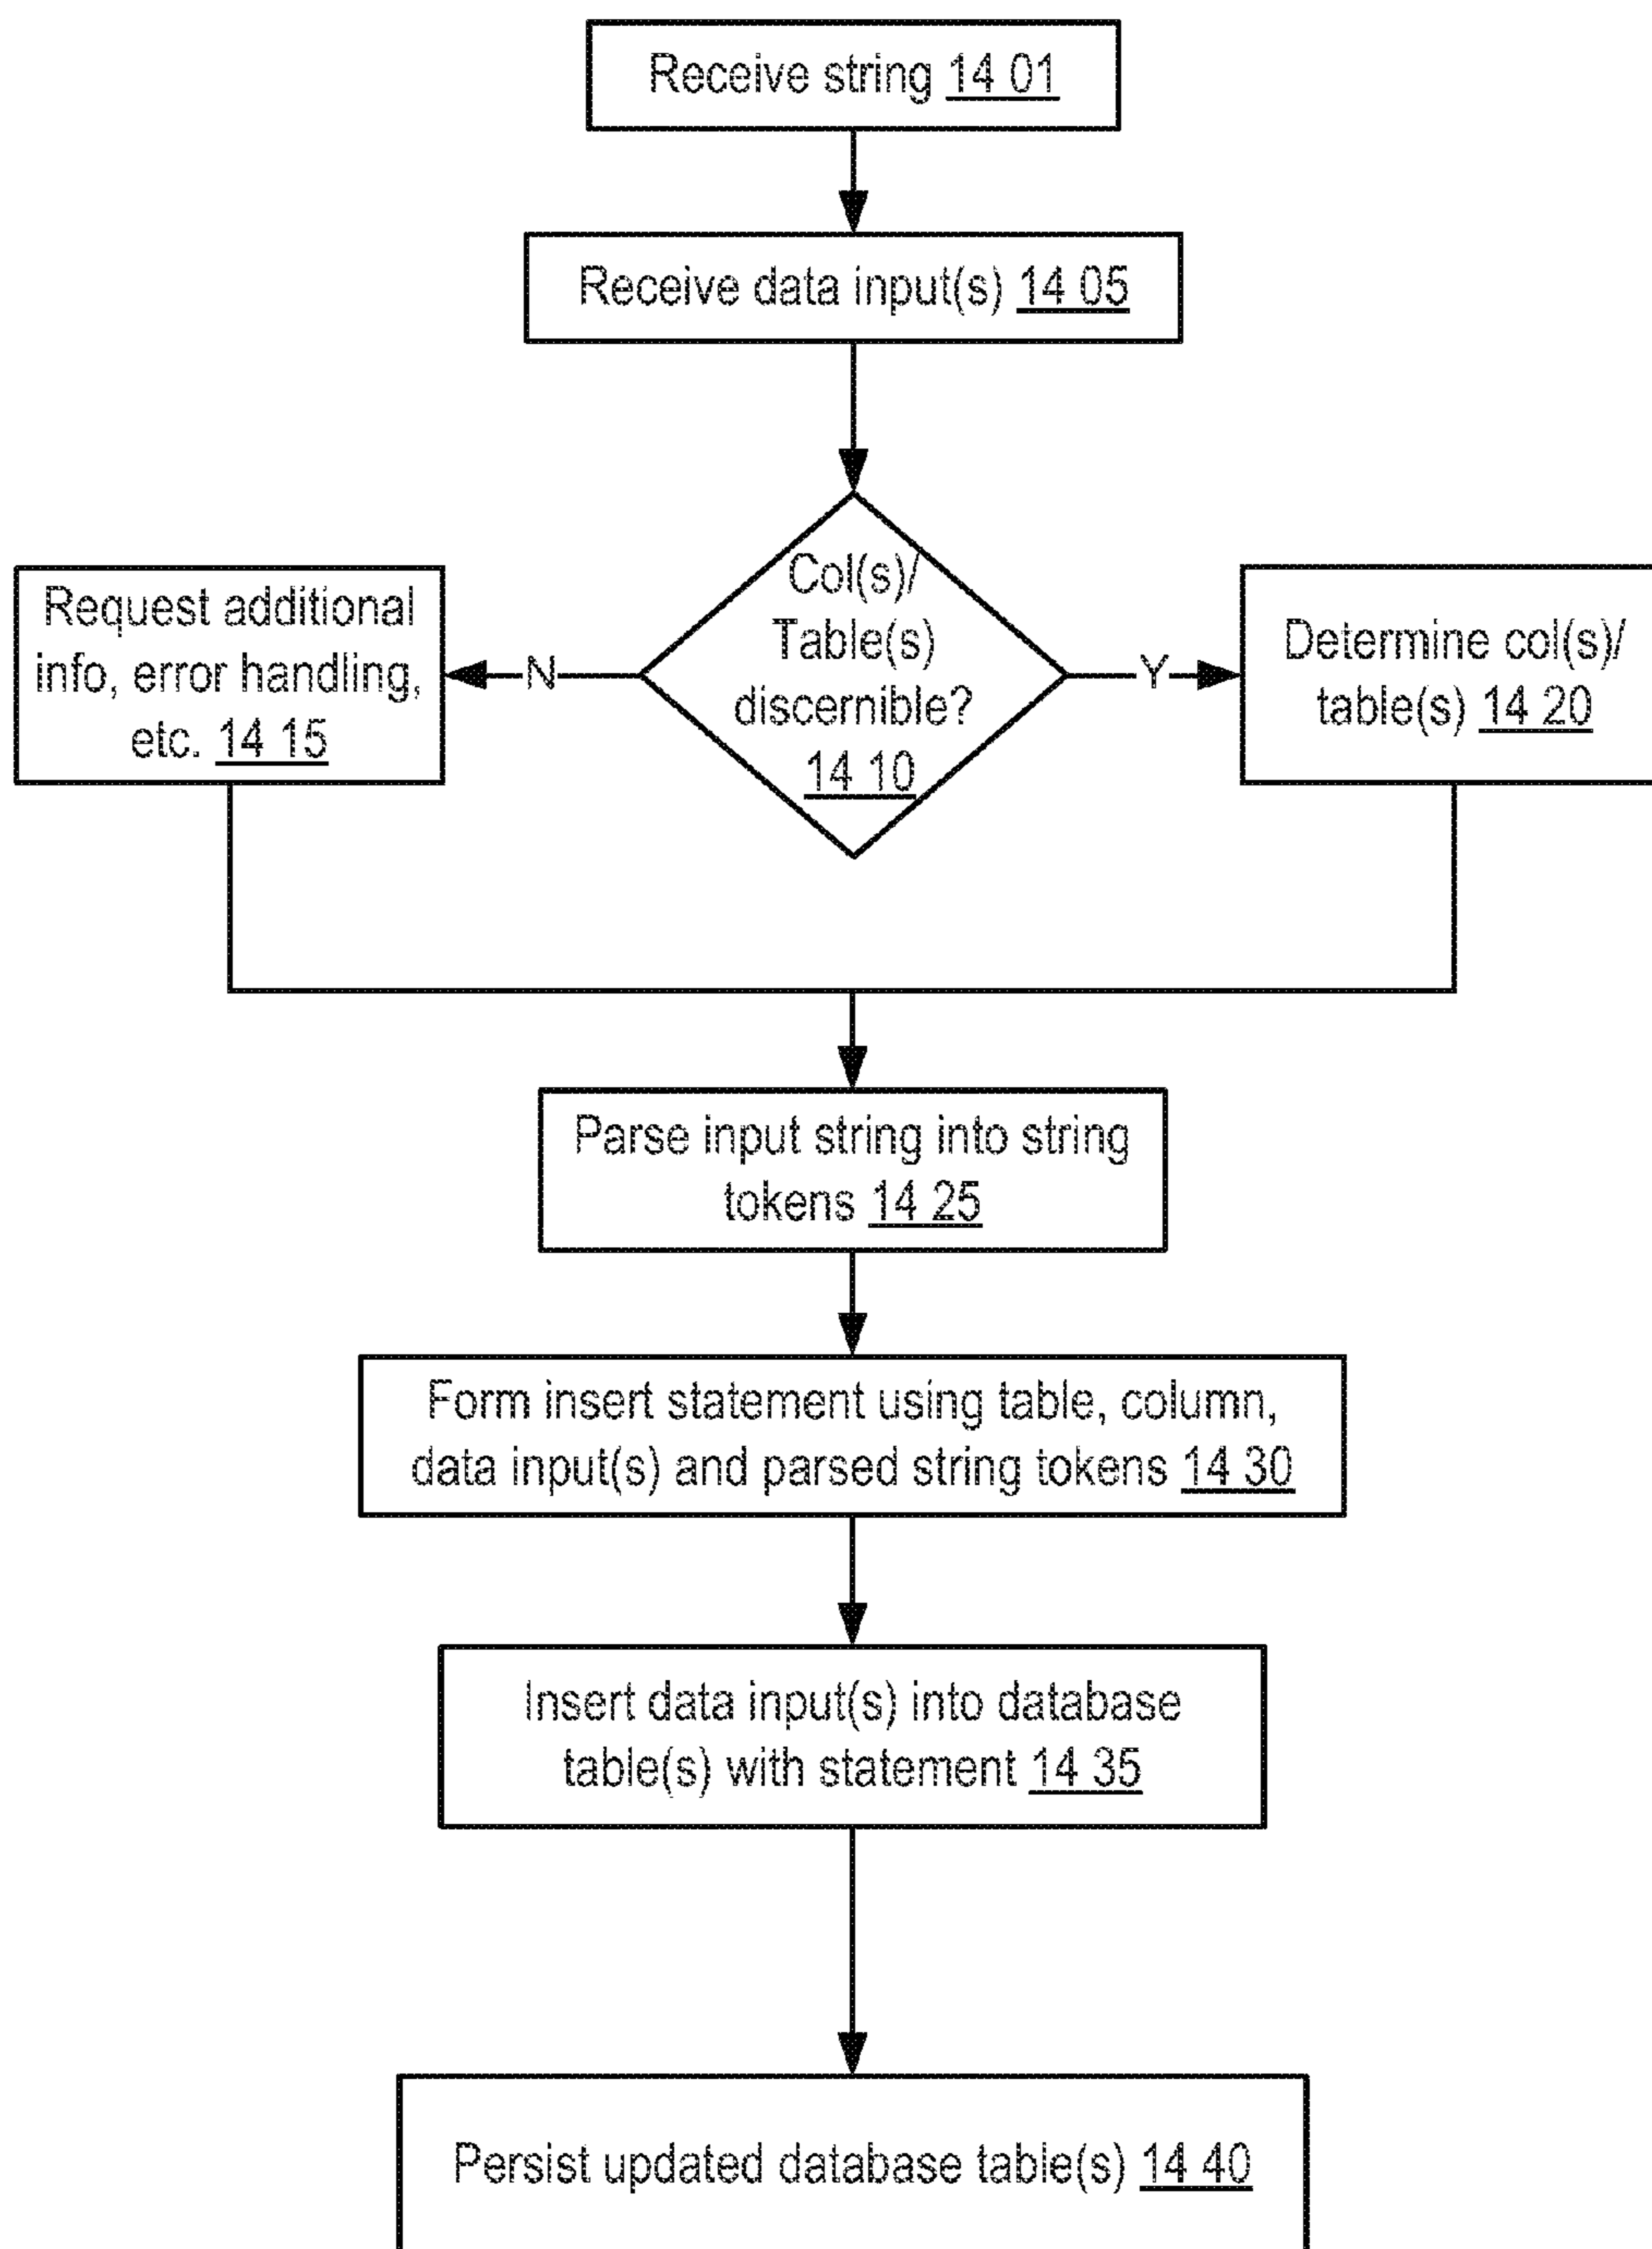 Receive string 14 01
Receive data input(s) 14 05
Col(s)/
Table(s)
discernible?
14 10
N
Y
Request additional
info, error handling,
etc. 14 15
Determine col(s)/
table(s) 14 20
Parse input string into string
tokens 14 25
Form insert statement using table, column,
data input(s) and parsed string tokens 14 30
Insert data input(s) into database
table(s) with statement 14 35
Persist updated database table(s) 14 40